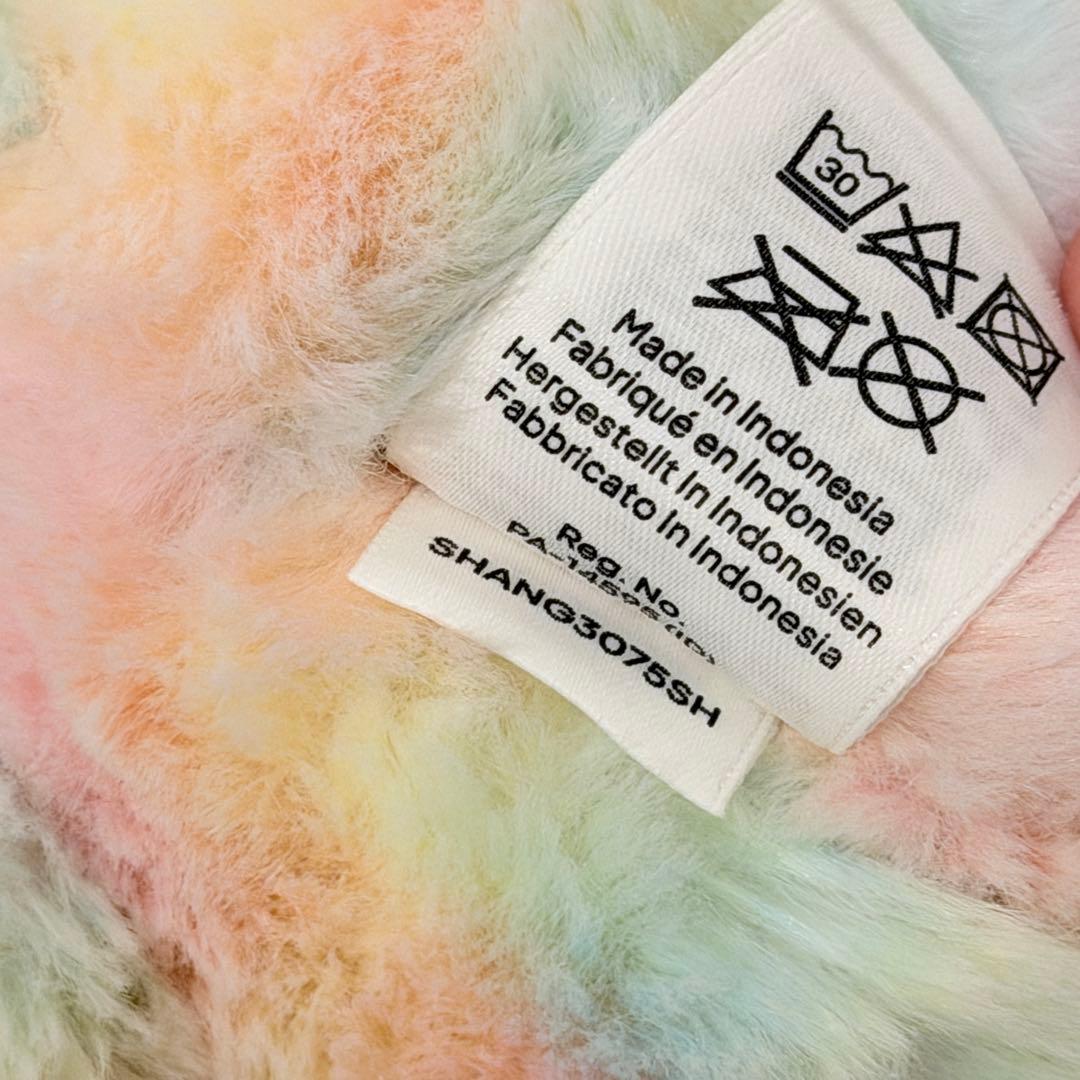 30
Made in Indonesia
Fabriqué en Indonesie
Hergestellt In Indonesien
Fabbricato In Indonesia
Reg. No.
SHANG3075SH